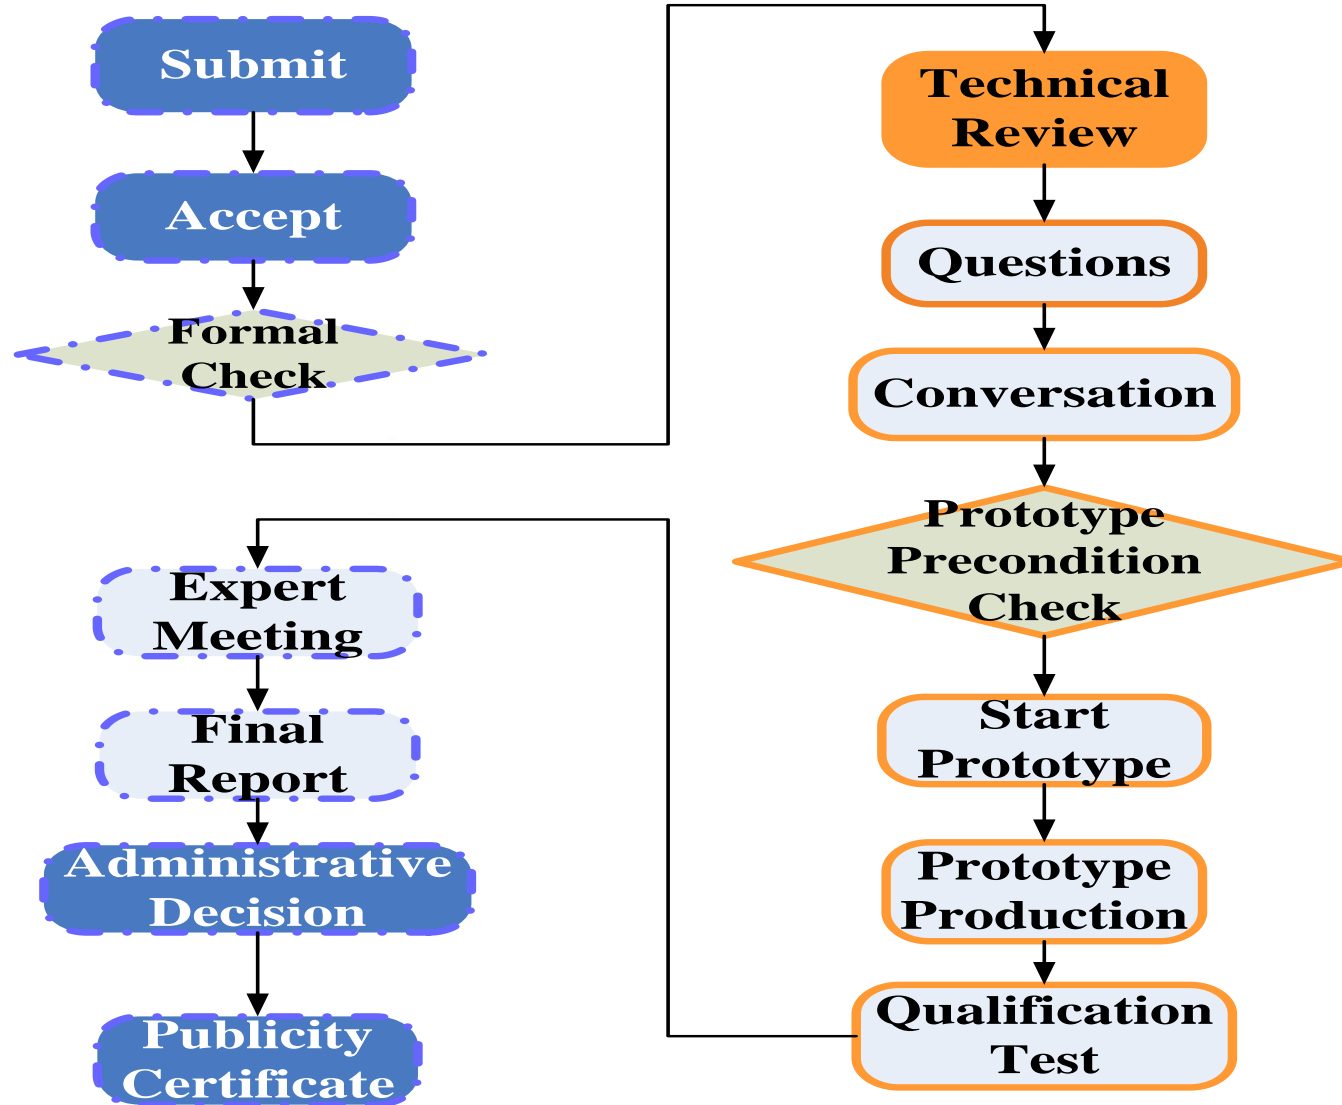 Submit
Accept
Formal
Check
Technical
Review
Questions
Conversation
Prototype
Precondition
Check
Start
Prototype
Prototype
Production
Qualification
Test
Expert
Meeting
Final
Report
Administrative
Decision
Publicity
Certificate